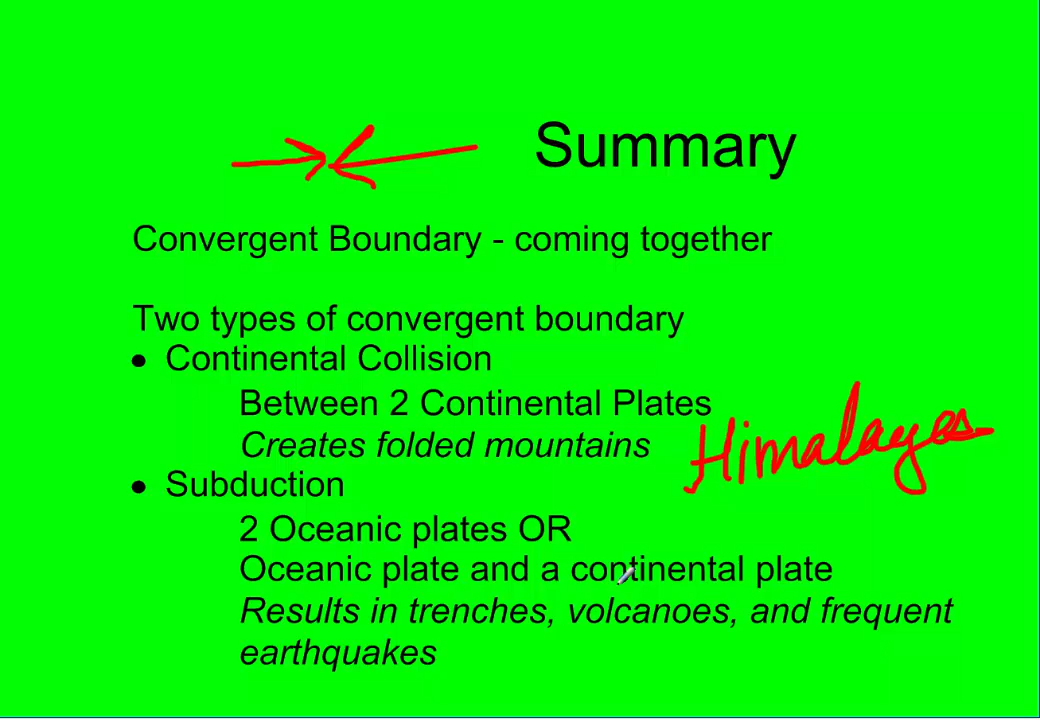 Summary
Convergent Boundary - coming together
Two types of convergent boundary
• Continental Collision
Between 2 Continental Plates
Creates folded mountains
Himalayas
• Subduction
2 Oceanic plates OR
Oceanic plate and a continental plate
Results in trenches, volcanoes, and frequent
earthquakes